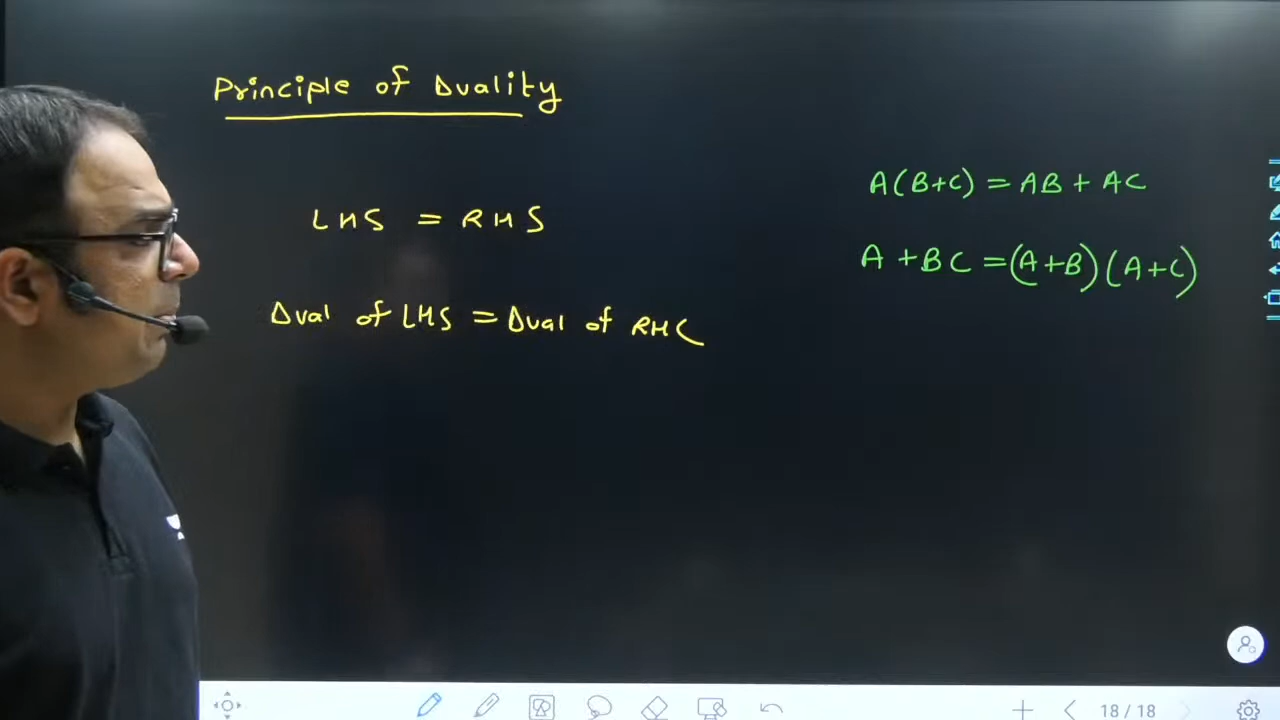 Principle of Duality
LHS = RHS
Dual of LHS = Dual of RHS
A(B+C) = AB + AC
A + BC = (A+B)(A+C)
18 / 18